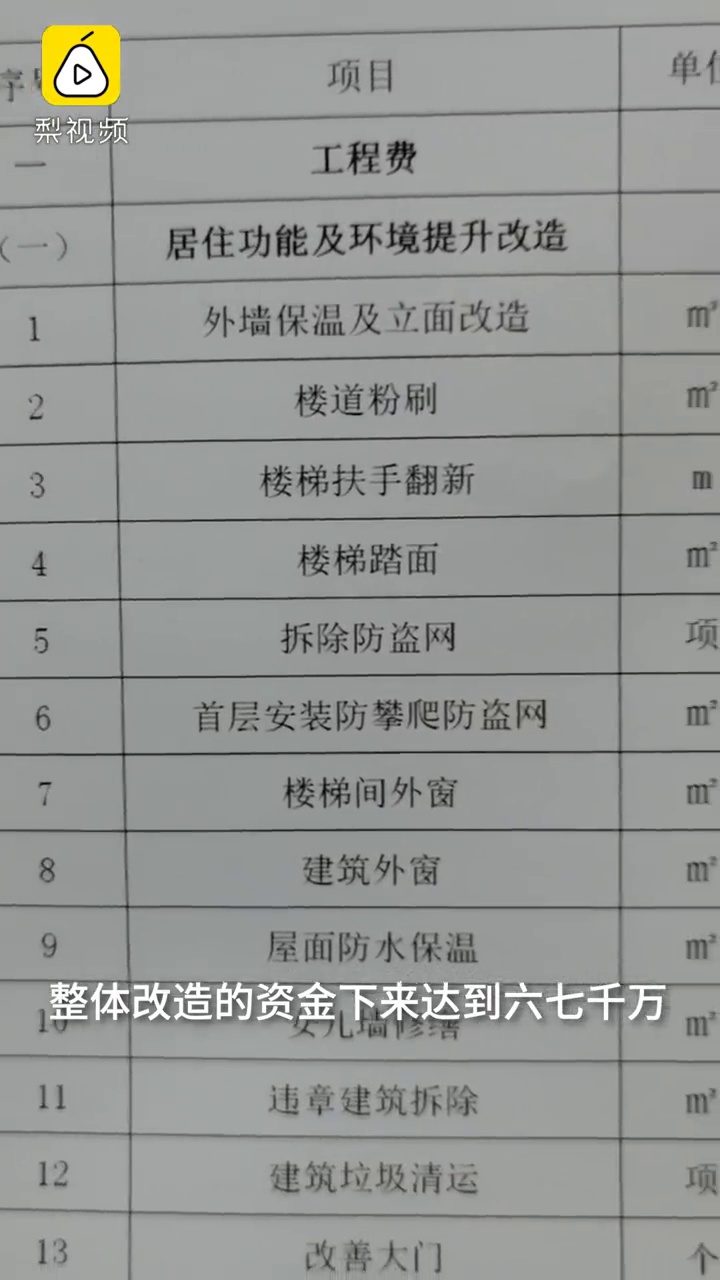 梨视频
序 项目 单位
一 工程费
(一) 居住功能及环境提升改造
1 外墙保温及立面改造 m²
2 楼道粉刷 m²
3 楼梯扶手翻新 m
4 楼梯踏面 m²
5 拆除防盗网 项
6 首层安装防攀爬防盗网 m²
7 楼梯间外窗 m²
8 建筑外窗 m²
9 屋面防水保温 m²
整体改造的资金下来达到六七千万
10 女儿墙修缮 m²
11 违章建筑拆除 m²
12 建筑垃圾清运 项
13 改善大门 个